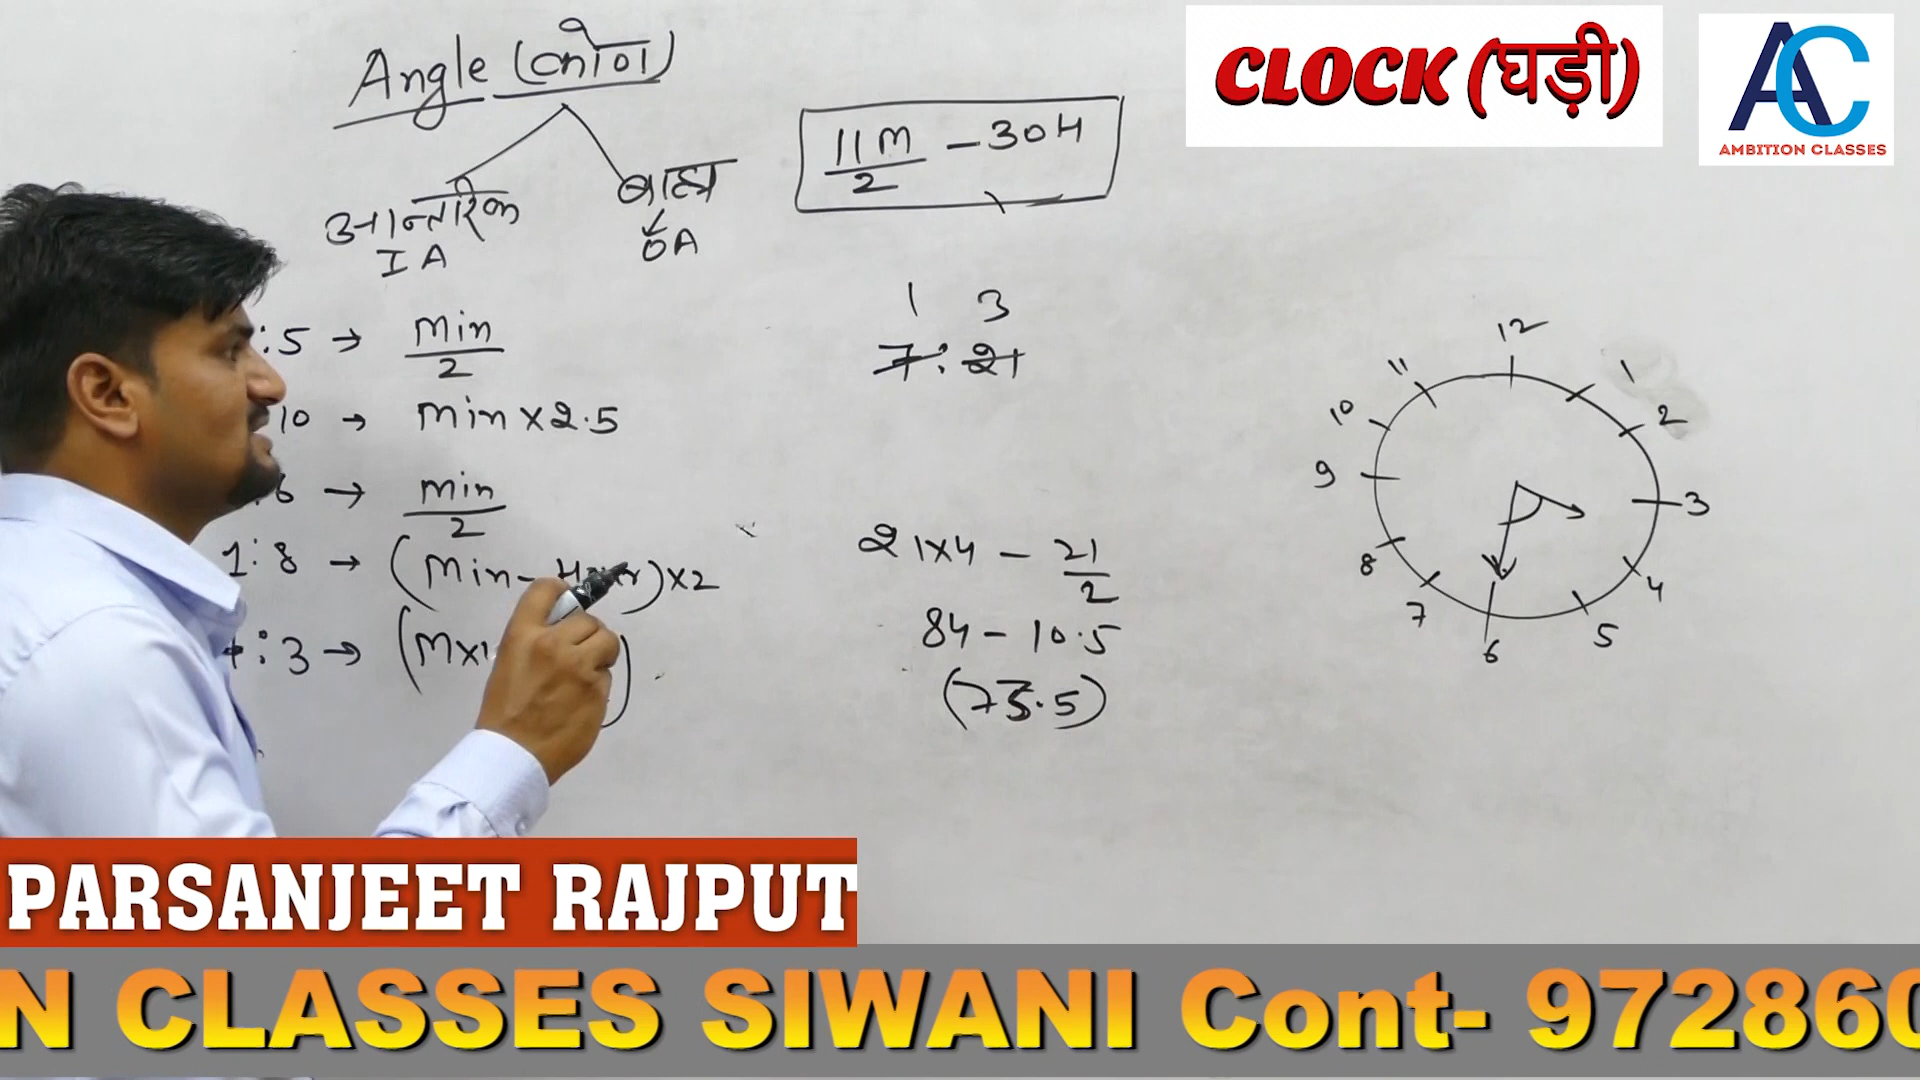 Angle (कोण)
आन्तरिक
IA
बाह्य
OA
11M/2 - 30H
CLOCK (घड़ी)
AC
AMBITION CLASSES
:5 → Min/2
10 → Min×2.5
:6 → Min/2
1:8 → (Min-Hour)×2
:3 → (M×1
1 3
7:21
21×4 - 21/2
84 - 10.5
(73.5)
12
1
2
3
4
5
6
7
8
9
10
11
PARSANJEET RAJPUT
N CLASSES SIWANI Cont- 972860